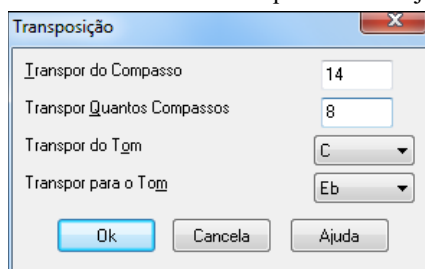 Transposição
Transpor do Compasso 14
Transpor Quantos Compassos 8
Transpor do Tom C
Transpor para o Tom Eb
Ok Cancela Ajuda